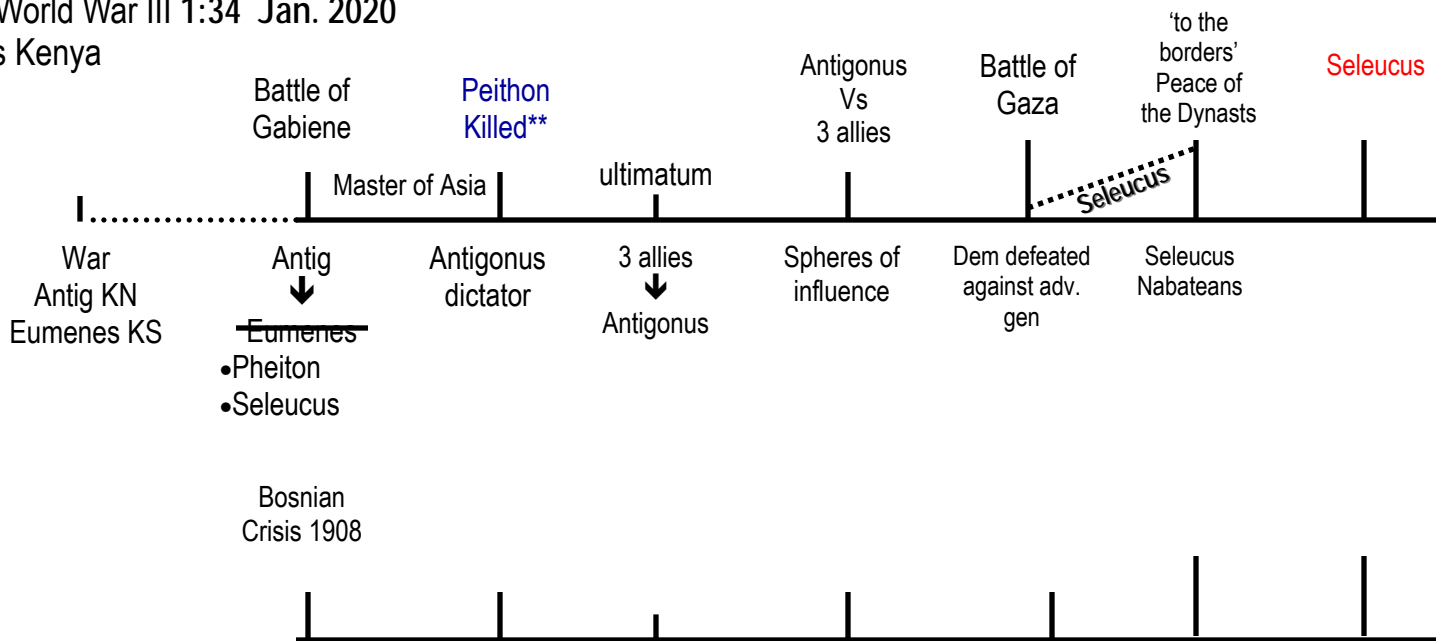 World War III 1:34 Jan. 2020
s Kenya
Battle of
Gabiene
Peithon
Killed**
Antigonus
Vs
3 allies
Battle of
Gaza
‘to the
borders’
Peace of
the Dynasts
Seleucus
Master of Asia
ultimatum
Seleucus
War
Antig KN
Eumenes KS
Antig
Eumenes
•Pheiton
•Seleucus
Antigonus
dictator
3 allies
Antigonus
Spheres of
influence
Dem defeated
against adv.
gen
Seleucus
Nabateans
Bosnian
Crisis 1908